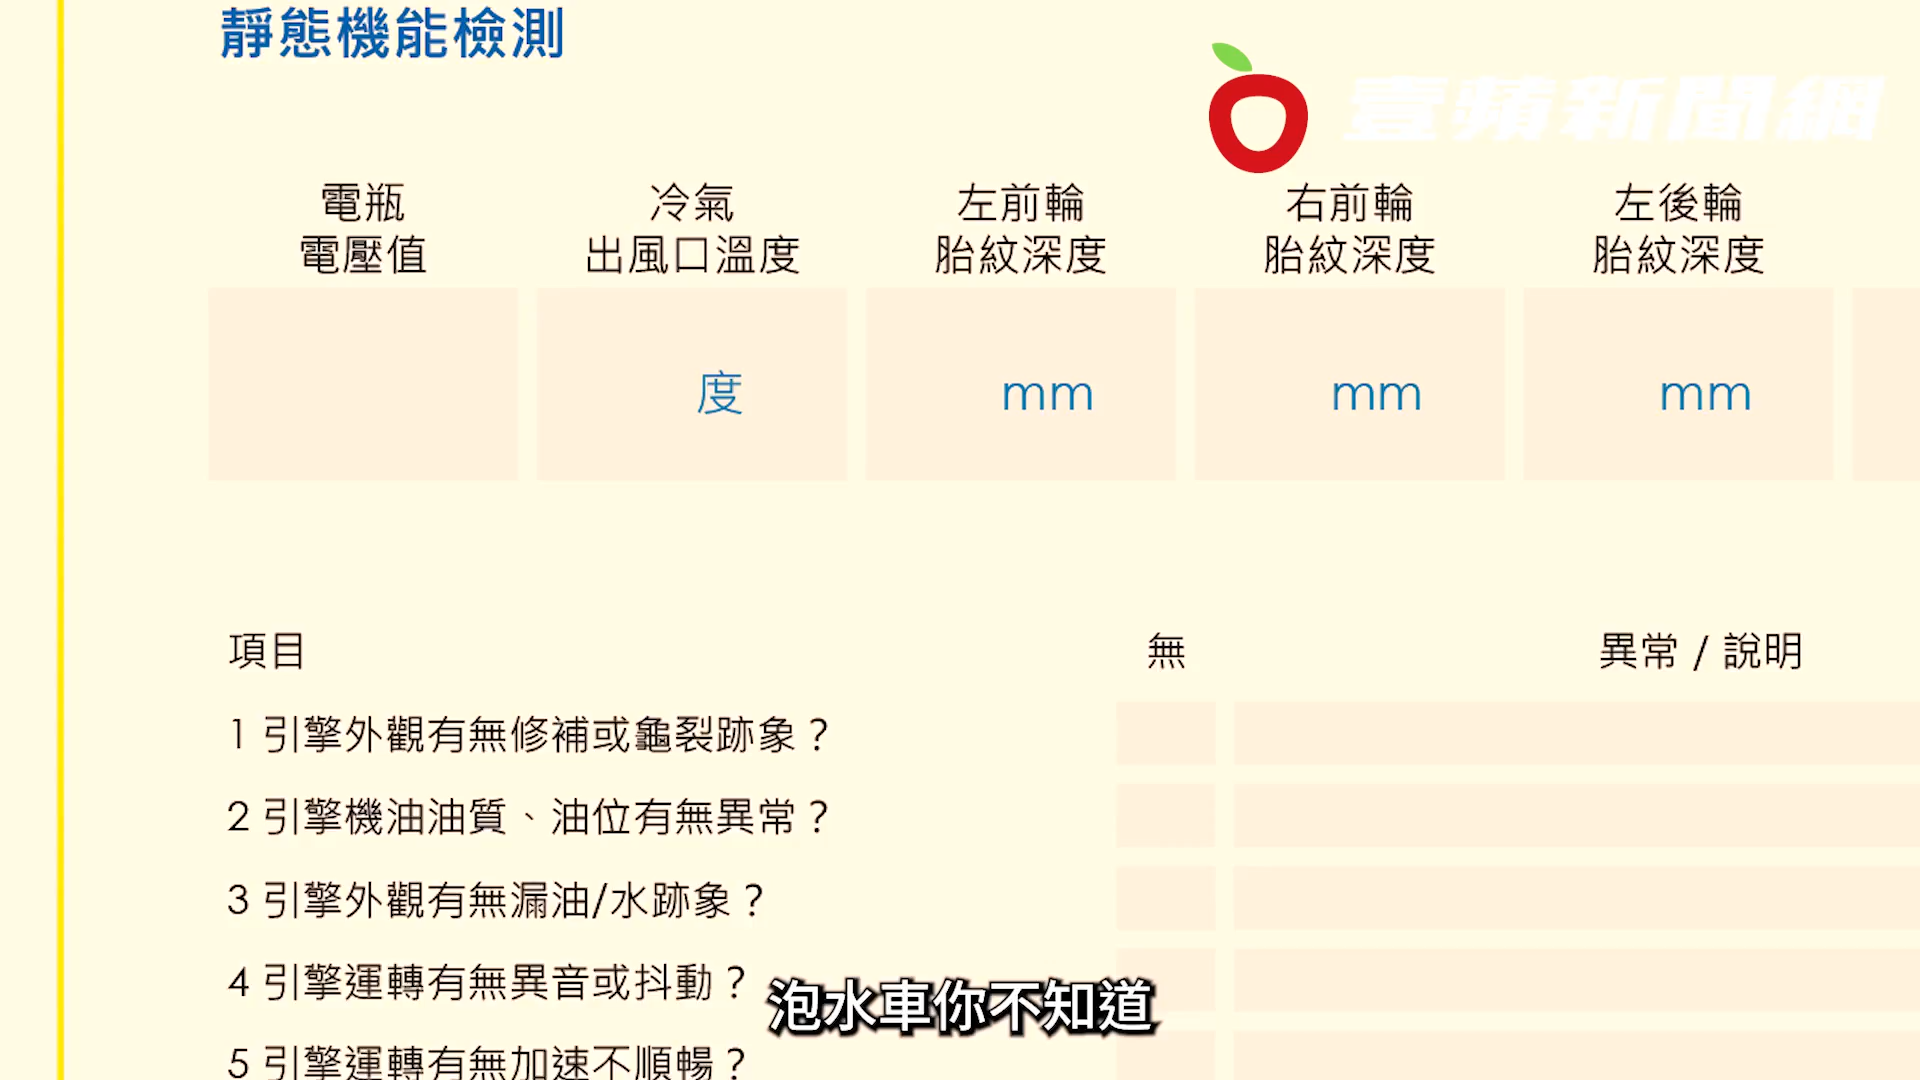 靜態機能檢測
壹蘋新聞網
電瓶
電壓值
冷氣
出風口溫度
左前輪
胎紋深度
右前輪
胎紋深度
左後輪
胎紋深度
度
mm
mm
mm
項目
無
異常 / 說明
1 引擎外觀有無修補或龜裂跡象？
2 引擎機油油質、油位有無異常？
3 引擎外觀有無漏油/水跡象？
4 引擎運轉有無異音或抖動？
5 引擎運轉有無加速不順暢？
泡水車你不知道